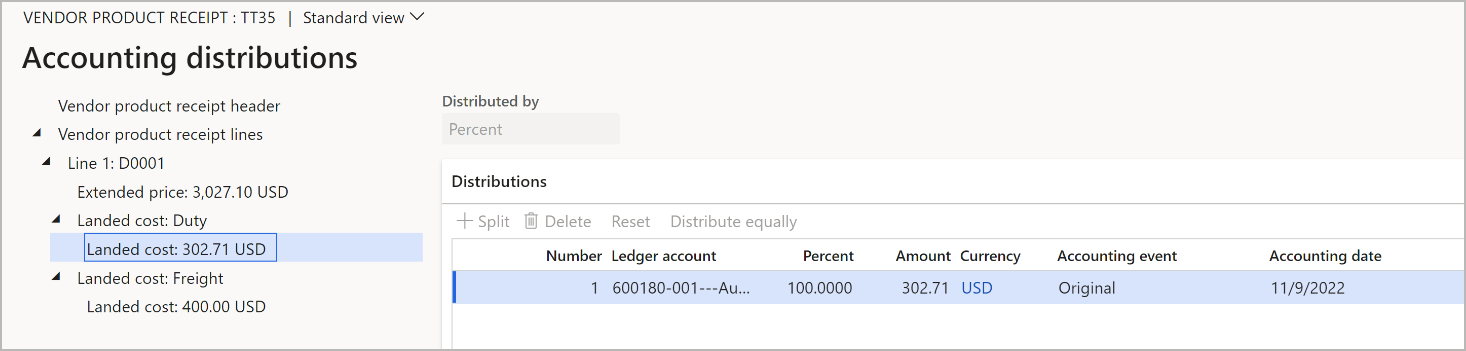 VENDOR PRODUCT RECEIPT : TT35 | Standard view
Accounting distributions
Vendor product receipt header
Vendor product receipt lines
Line 1: D0001
Extended price: 3,027.10 USD
Landed cost: Duty
Landed cost: 302.71 USD
Landed cost: Freight
Landed cost: 400.00 USD
Distributed by
Percent
Distributions
Split Delete Reset Distribute equally
Number Ledger account Percent Amount Currency Accounting event Accounting date
1 600180-001---Au... 100.0000 302.71 USD Original 11/9/2022